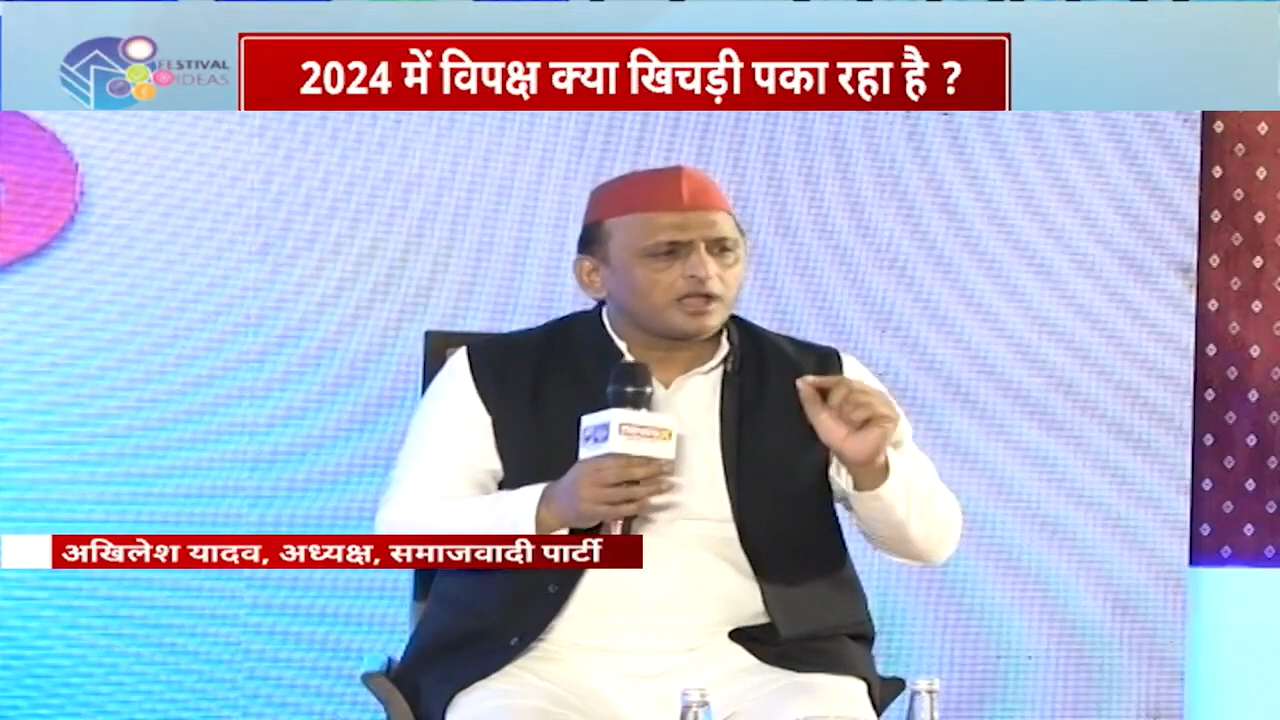 FESTIVAL
IDEAS
2024 में विपक्ष क्या खिचड़ी पका रहा है ?
अखिलेश यादव, अध्यक्ष, समाजवादी पार्टी